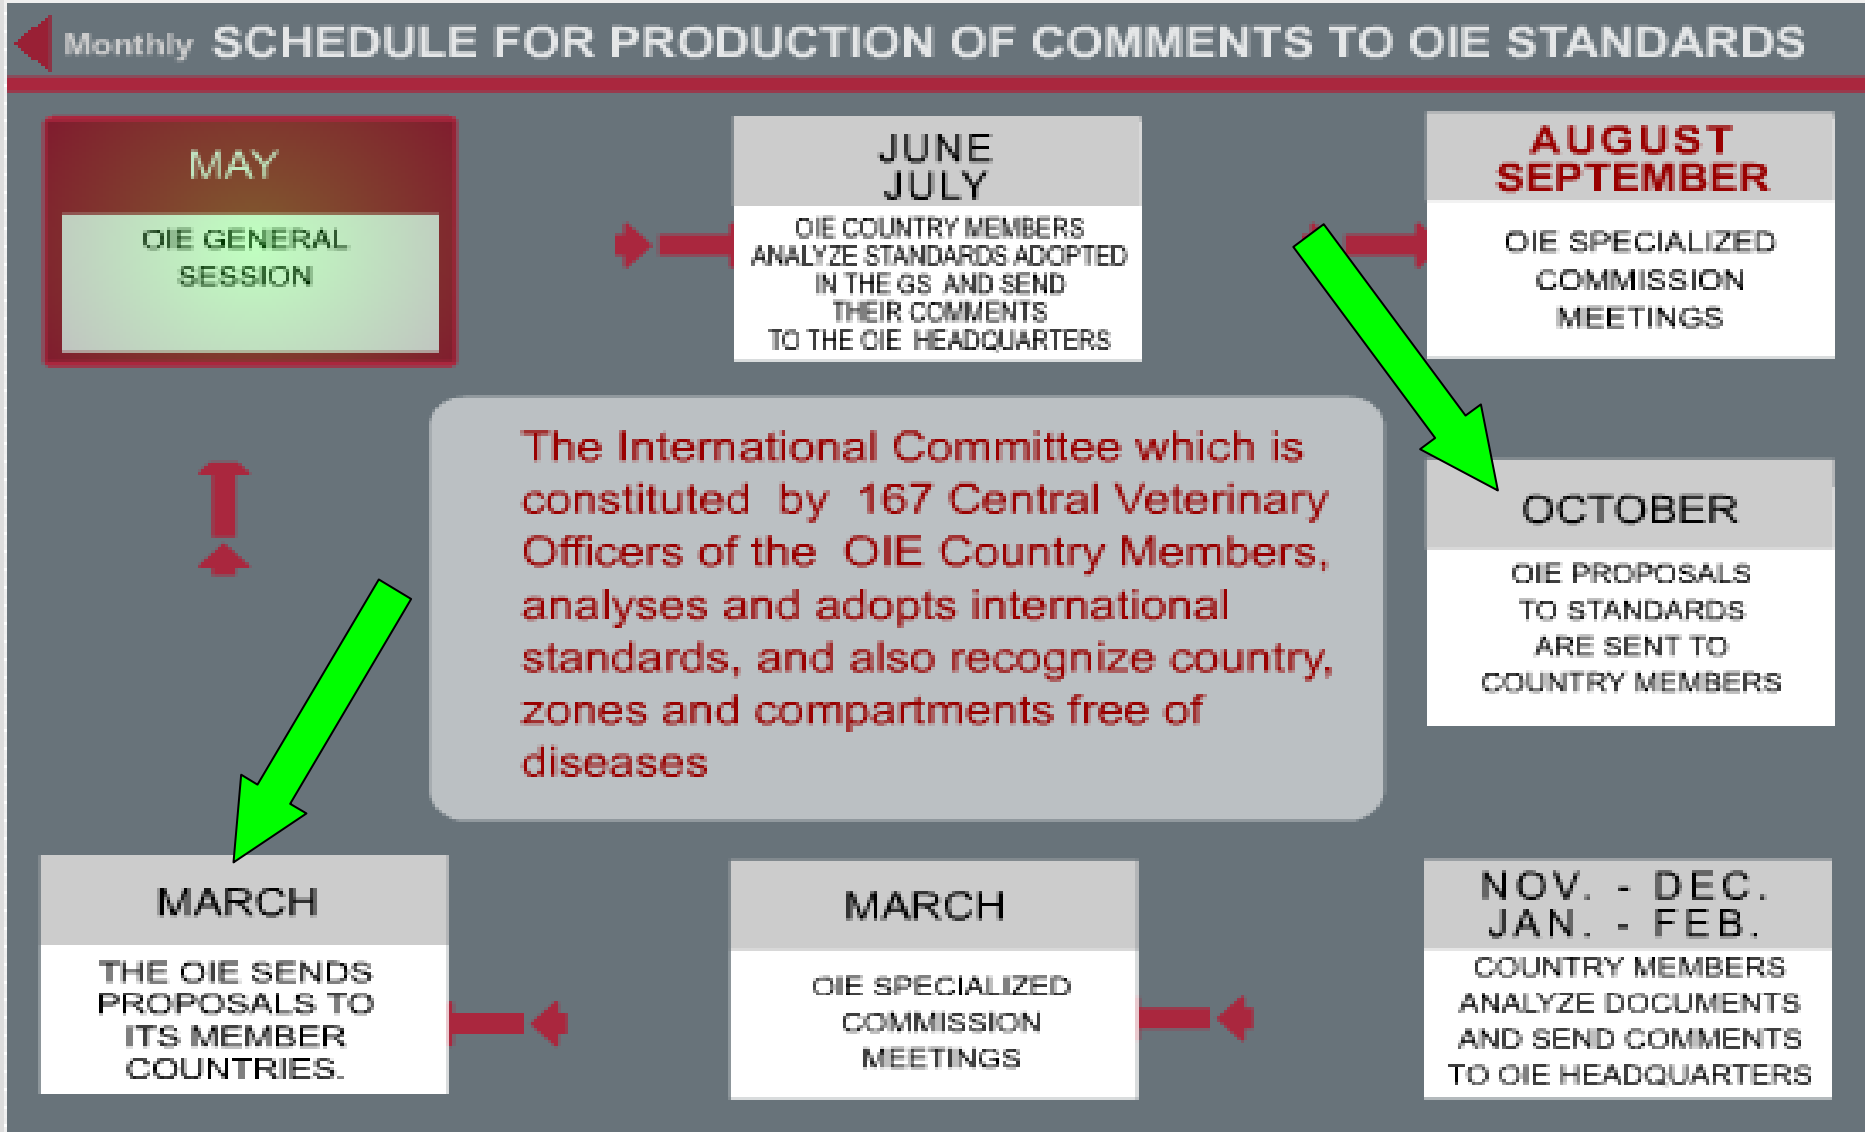 Monthly SCHEDULE FOR PRODUCTION OF COMMENTS TO OIE STANDARDS
MAY
OIE GENERAL
SESSION
JUNE
JULY
OIE COUNTRY MEMBERS
ANALYZE STANDARDS ADOPTED
IN THE GS AND SEND
THEIR COMMENTS
TO THE OIE HEADQUARTERS
AUGUST
SEPTEMBER
OIE SPECIALIZED
COMMISSION
MEETINGS
The International Committee which is
constituted by 167 Central Veterinary
Officers of the OIE Country Members,
analyses and adopts international
standards, and also recognize country,
zones and compartments free of
diseases
OCTOBER
OIE PROPOSALS
TO STANDARDS
ARE SENT TO
COUNTRY MEMBERS
MARCH
THE OIE SENDS
PROPOSALS TO
ITS MEMBER
COUNTRIES.
MARCH
OIE SPECIALIZED
COMMISSION
MEETINGS
NOV. - DEC.
JAN. - FEB.
COUNTRY MEMBERS
ANALYZE DOCUMENTS
AND SEND COMMENTS
TO OIE HEADQUARTERS